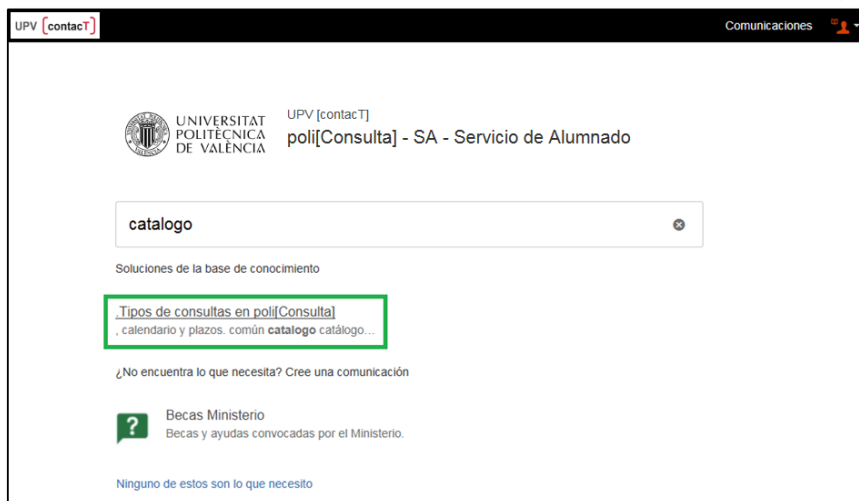 UPV [contacT]
Comunicaciones
UNIVERSITAT
POLITÈCNICA
DE VALÈNCIA
UPV [contacT]
poli[Consulta] - SA - Servicio de Alumnado
catalogo
Soluciones de la base de conocimiento
.Tipos de consultas en poli[Consulta]
, calendario y plazos. común catalogo catálogo...
¿No encuentra lo que necesita? Cree una comunicación
Becas Ministerio
Becas y ayudas convocadas por el Ministerio.
Ninguno de estos son lo que necesito